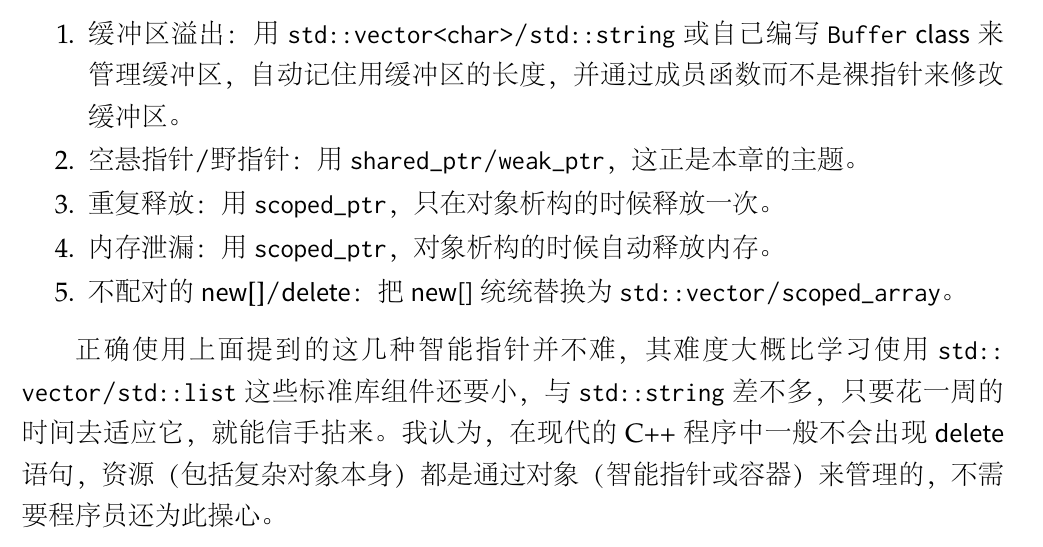 1. 缓冲区溢出：用 std::vector<char>/std::string 或自己编写 Buffer class 来
管理缓冲区，自动记住用缓冲区的长度，并通过成员函数而不是裸指针来修改
缓冲区。
2. 空悬指针/野指针：用 shared_ptr/weak_ptr，这正是本章的主题。
3. 重复释放：用 scoped_ptr，只在对象析构的时候释放一次。
4. 内存泄漏：用 scoped_ptr，对象析构的时候自动释放内存。
5. 不配对的 new[]/delete：把 new[] 统统替换为 std::vector/scoped_array。
正确使用上面提到的这几种智能指针并不难，其难度大概比学习使用 std::
vector/std::list 这些标准库组件还要小，与 std::string 差不多，只要花一周的
时间去适应它，就能信手拈来。我认为，在现代的 C++ 程序中一般不会出现 delete
语句，资源（包括复杂对象本身）都是通过对象（智能指针或容器）来管理的，不需
要程序员还为此操心。